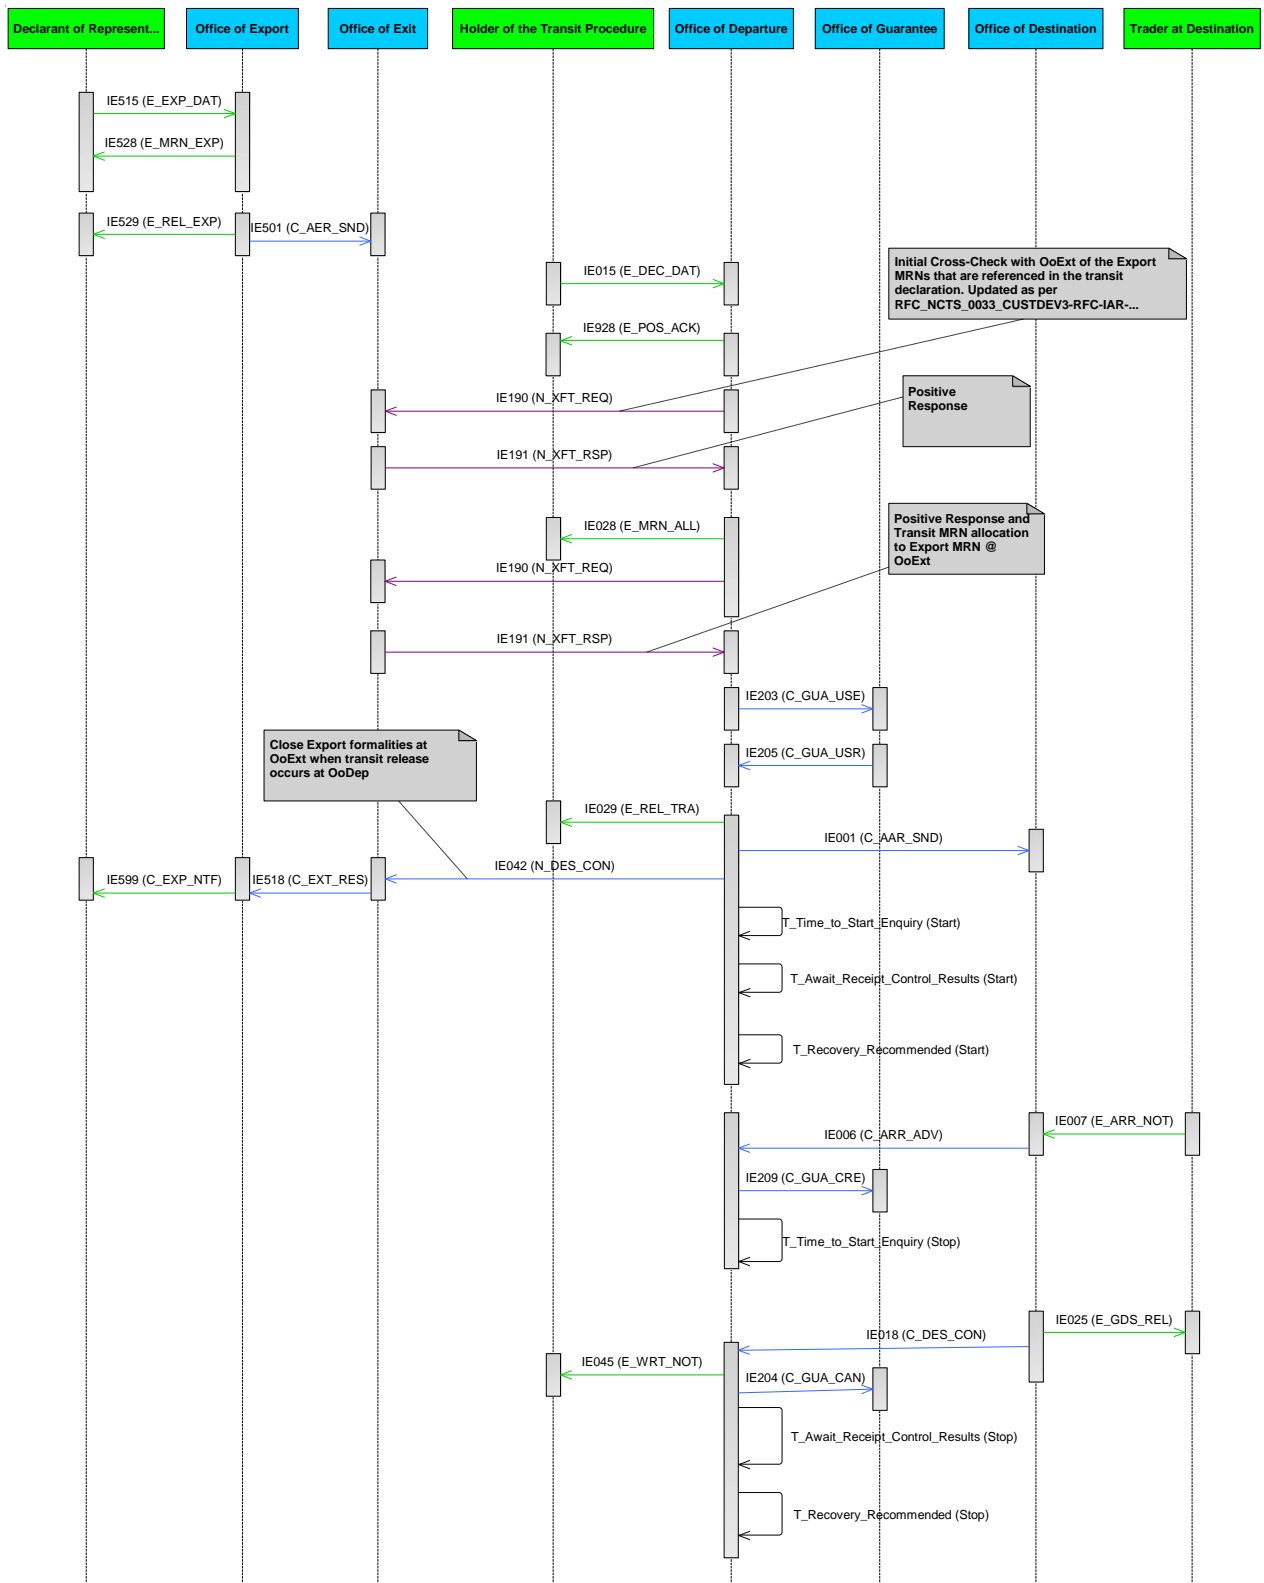 Declarant of Represent...
Office of Export
Office of Exit
Holder of the Transit Procedure
Office of Departure
Office of Guarantee
Office of Destination
Trader at Destination
IE515 (E_EXP_DAT)
IE528 (E_MRN_EXP)
IE529 (E_REL_EXP)
IE501 (C_AER_SND)
Initial Cross-Check with OoExt of the Export
MRNs that are referenced in the transit
declaration. Updated as per
RFC_NCTS_0033_CUSTDEV3-RFC-IAR-...
IE015 (E_DEC_DAT)
IE928 (E_POS_ACK)
Positive
Response
IE190 (N_XFT_REQ)
IE191 (N_XFT_RSP)
Positive Response and
Transit MRN allocation
to Export MRN @
OoExt
IE028 (E_MRN_ALL)
IE190 (N_XFT_REQ)
IE191 (N_XFT_RSP)
IE203 (C_GUA_USE)
Close Export formalities at
OoExt when transit release
occurs at OoDep
IE205 (C_GUA_USR)
IE029 (E_REL_TRA)
IE001 (C_AAR_SND)
IE042 (N_DES_CON)
IE599 (C_EXP_NTF)
IE518 (C_EXT_RES)
T_Time_to_Start_Enquiry (Start)
T_Await_Receipt_Control_Results (Start)
T_Recovery_Recommended (Start)
IE007 (E_ARR_NOT)
IE006 (C_ARR_ADV)
IE209 (C_GUA_CRE)
T_Time_to_Start_Enquiry (Stop)
IE025 (E_GDS_REL)
IE018 (C_DES_CON)
IE045 (E_WRT_NOT)
IE204 (C_GUA_CAN)
T_Await_Receipt_Control_Results (Stop)
T_Recovery_Recommended (Stop)